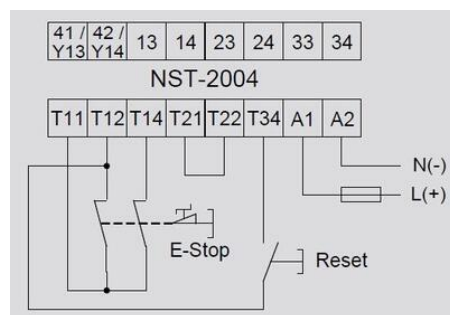 41 / 42 / 13 14 23 24 33 34
Y13 Y14
NST-2004
T11 T12 T14 T21 T22 T34 A1 A2
N(-)
L(+)
E-Stop
Reset